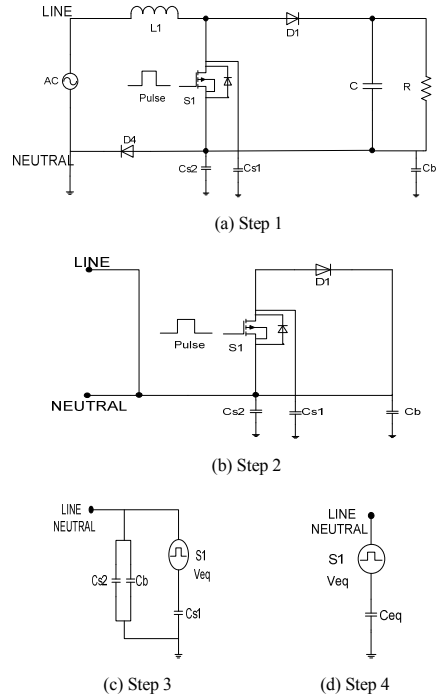 LINE
L1
D1
AC
Pulse
S1
C
R
D4
NEUTRAL
Cs2
Cs1
Cb
(a) Step 1
LINE
D1
Pulse
S1
NEUTRAL
Cs2
Cs1
Cb
(b) Step 2
LINE
NEUTRAL
S1
Veq
Cs2
Cb
Cs1
(c) Step 3
LINE
NEUTRAL
S1
Veq
Ceq
(d) Step 4